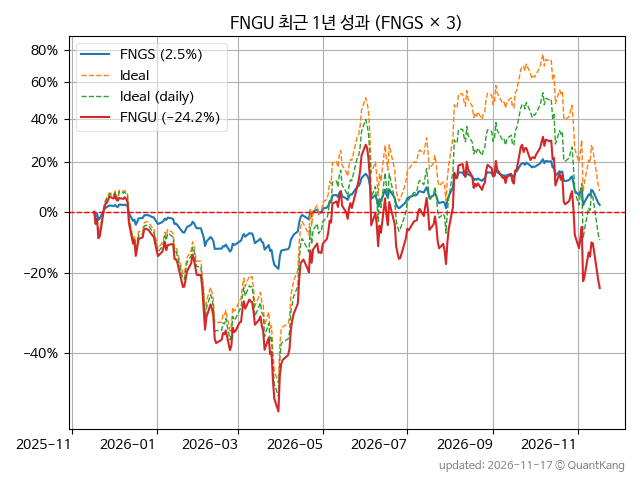 FNGU 최근 1년 성과 (FNGS × 3)
80%
60%
40%
20%
0%
−20%
−40%
FNGS (2.5%)
Ideal
Ideal (daily)
FNGU (−24.2%)
2025−11
2026−01
2026−03
2026−05
2026−07
2026−09
2026−11
updated: 2026-11-17 © QuantKang